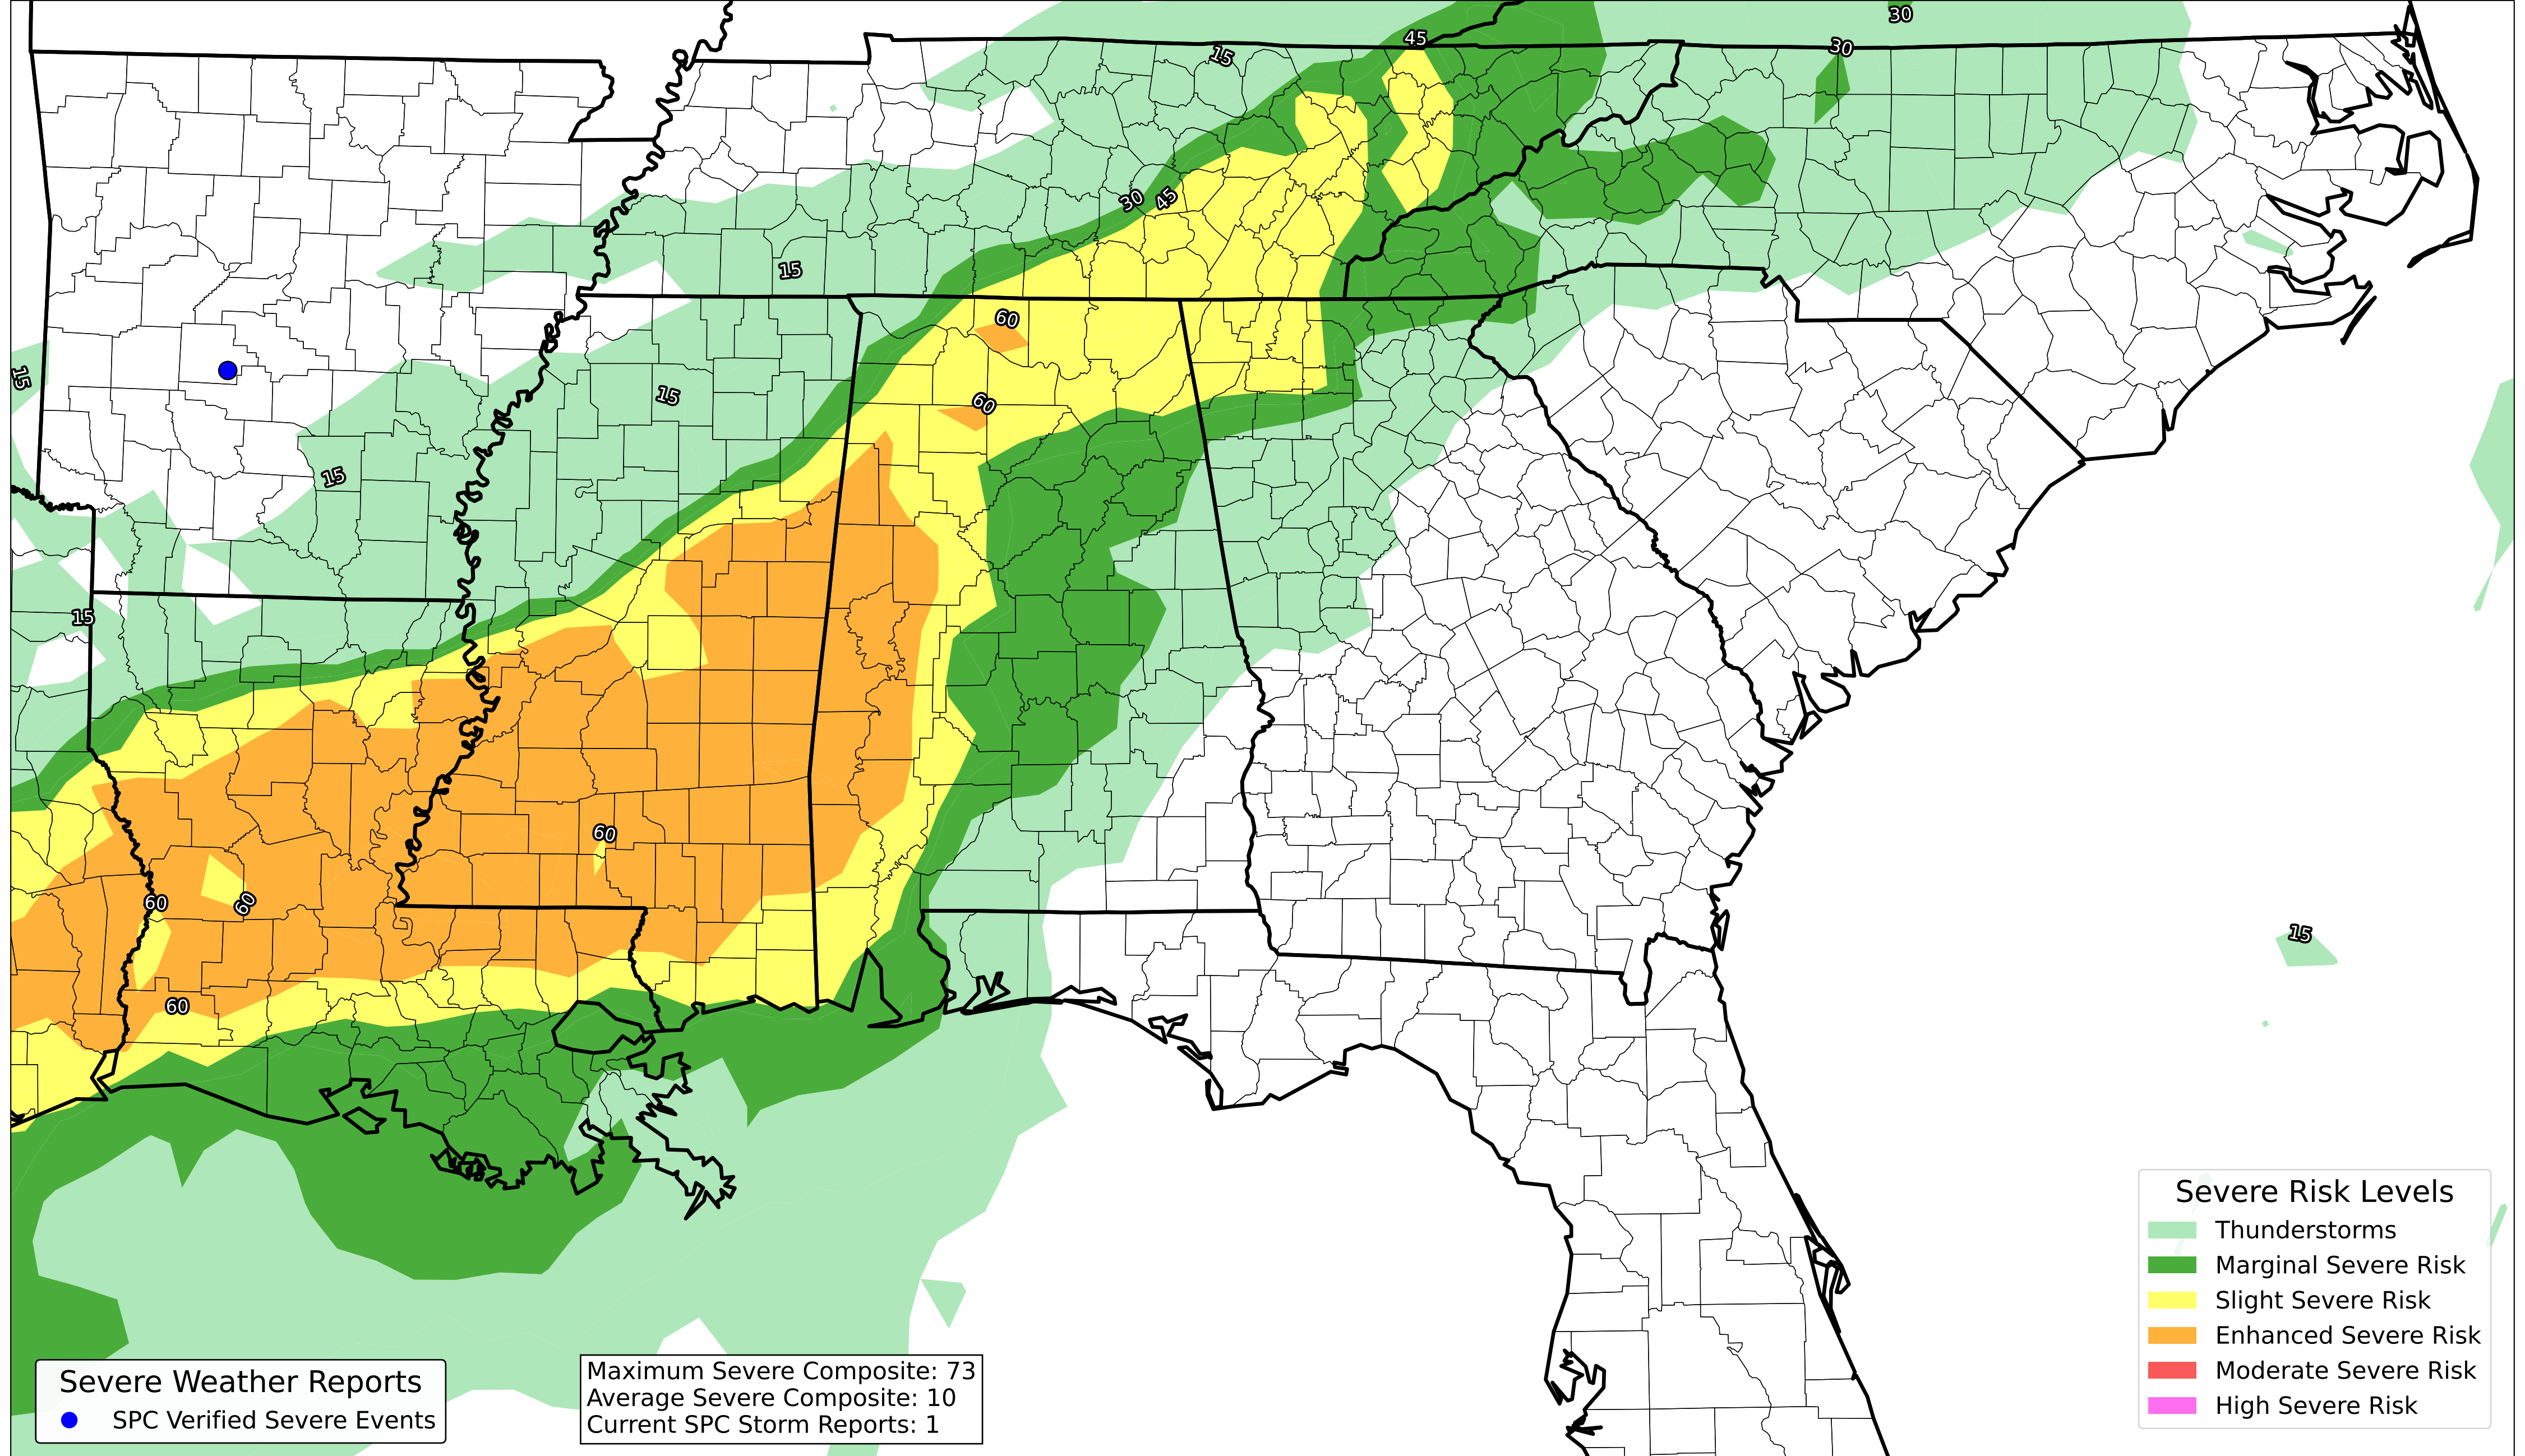 30
45
30
15
30
45
15
60
15
15
60
15
15
60
60
60
15
60
Severe Risk Levels
Thunderstorms
Marginal Severe Risk
Slight Severe Risk
Enhanced Severe Risk
Moderate Severe Risk
High Severe Risk
Severe Weather Reports
SPC Verified Severe Events
Maximum Severe Composite: 73
Average Severe Composite: 10
Current SPC Storm Reports: 1